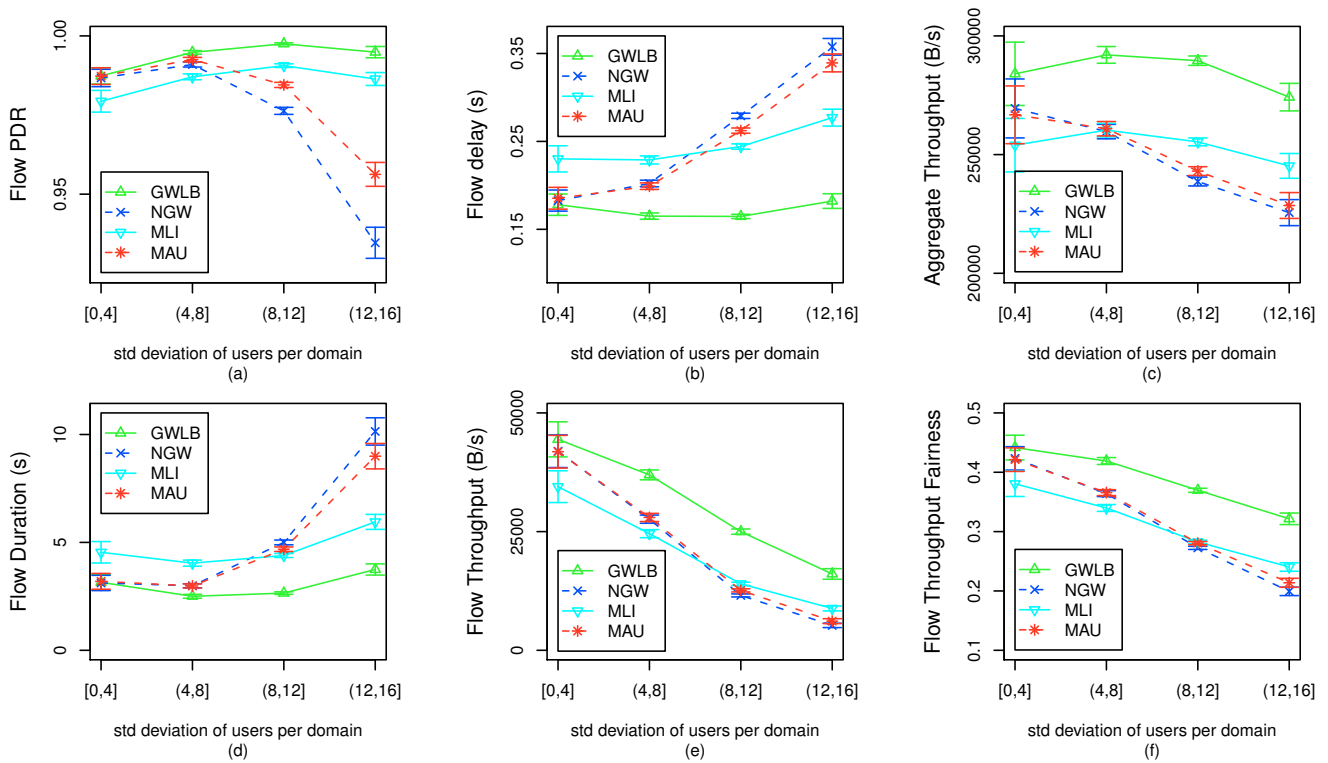 Flow PDR
1.00
0.95
GWLB
NGW
MLI
MAU
[0,4] (4,8] (8,12] (12,16]
std deviation of users per domain
(a)
Flow delay (s)
0.35
0.25
0.15
GWLB
NGW
MLI
MAU
[0,4] (4,8] (8,12] (12,16]
std deviation of users per domain
(b)
Aggregate Throughput (B/s)
300000
250000
200000
GWLB
NGW
MLI
MAU
[0,4] (4,8] (8,12] (12,16]
std deviation of users per domain
(c)
Flow Duration (s)
10
5
0
GWLB
NGW
MLI
MAU
[0,4] (4,8] (8,12] (12,16]
std deviation of users per domain
(d)
Flow Throughput (B/s)
50000
25000
0
GWLB
NGW
MLI
MAU
[0,4] (4,8] (8,12] (12,16]
std deviation of users per domain
(e)
Flow Throughput Fairness
0.5
0.4
0.3
0.2
0.1
GWLB
NGW
MLI
MAU
[0,4] (4,8] (8,12] (12,16]
std deviation of users per domain
(f)